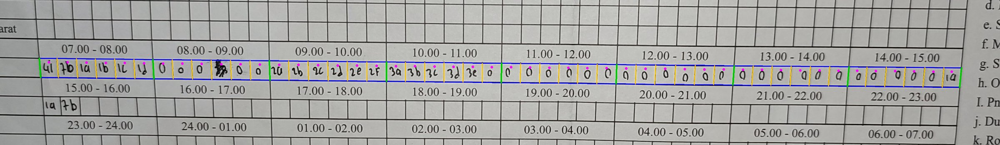 d.
arat e. S
07.00 - 08.00 08.00 - 09.00 09.00 - 10.00 10.00 - 11.00 11.00 - 12.00 12.00 - 13.00 13.00 - 14.00 14.00 - 15.00 f. M
41 7b 1a 1b 1c 1d 0 0 0 0 0 2a 2b 2c 2d 2e 2f 3a 3b 3c 3d 3e 0 0 0 0 0 0 0 0 0 0 0 0 0 0 0 0 0 0 0 0 0 0 0 0 1a g. S
15.00 - 16.00 16.00 - 17.00 17.00 - 18.00 18.00 - 19.00 19.00 - 20.00 20.00 - 21.00 21.00 - 22.00 22.00 - 23.00 h. O
1a 7b I. Pn
23.00 - 24.00 24.00 - 01.00 01.00 - 02.00 02.00 - 03.00 03.00 - 04.00 04.00 - 05.00 05.00 - 06.00 06.00 - 07.00 j. Du
k. Ro